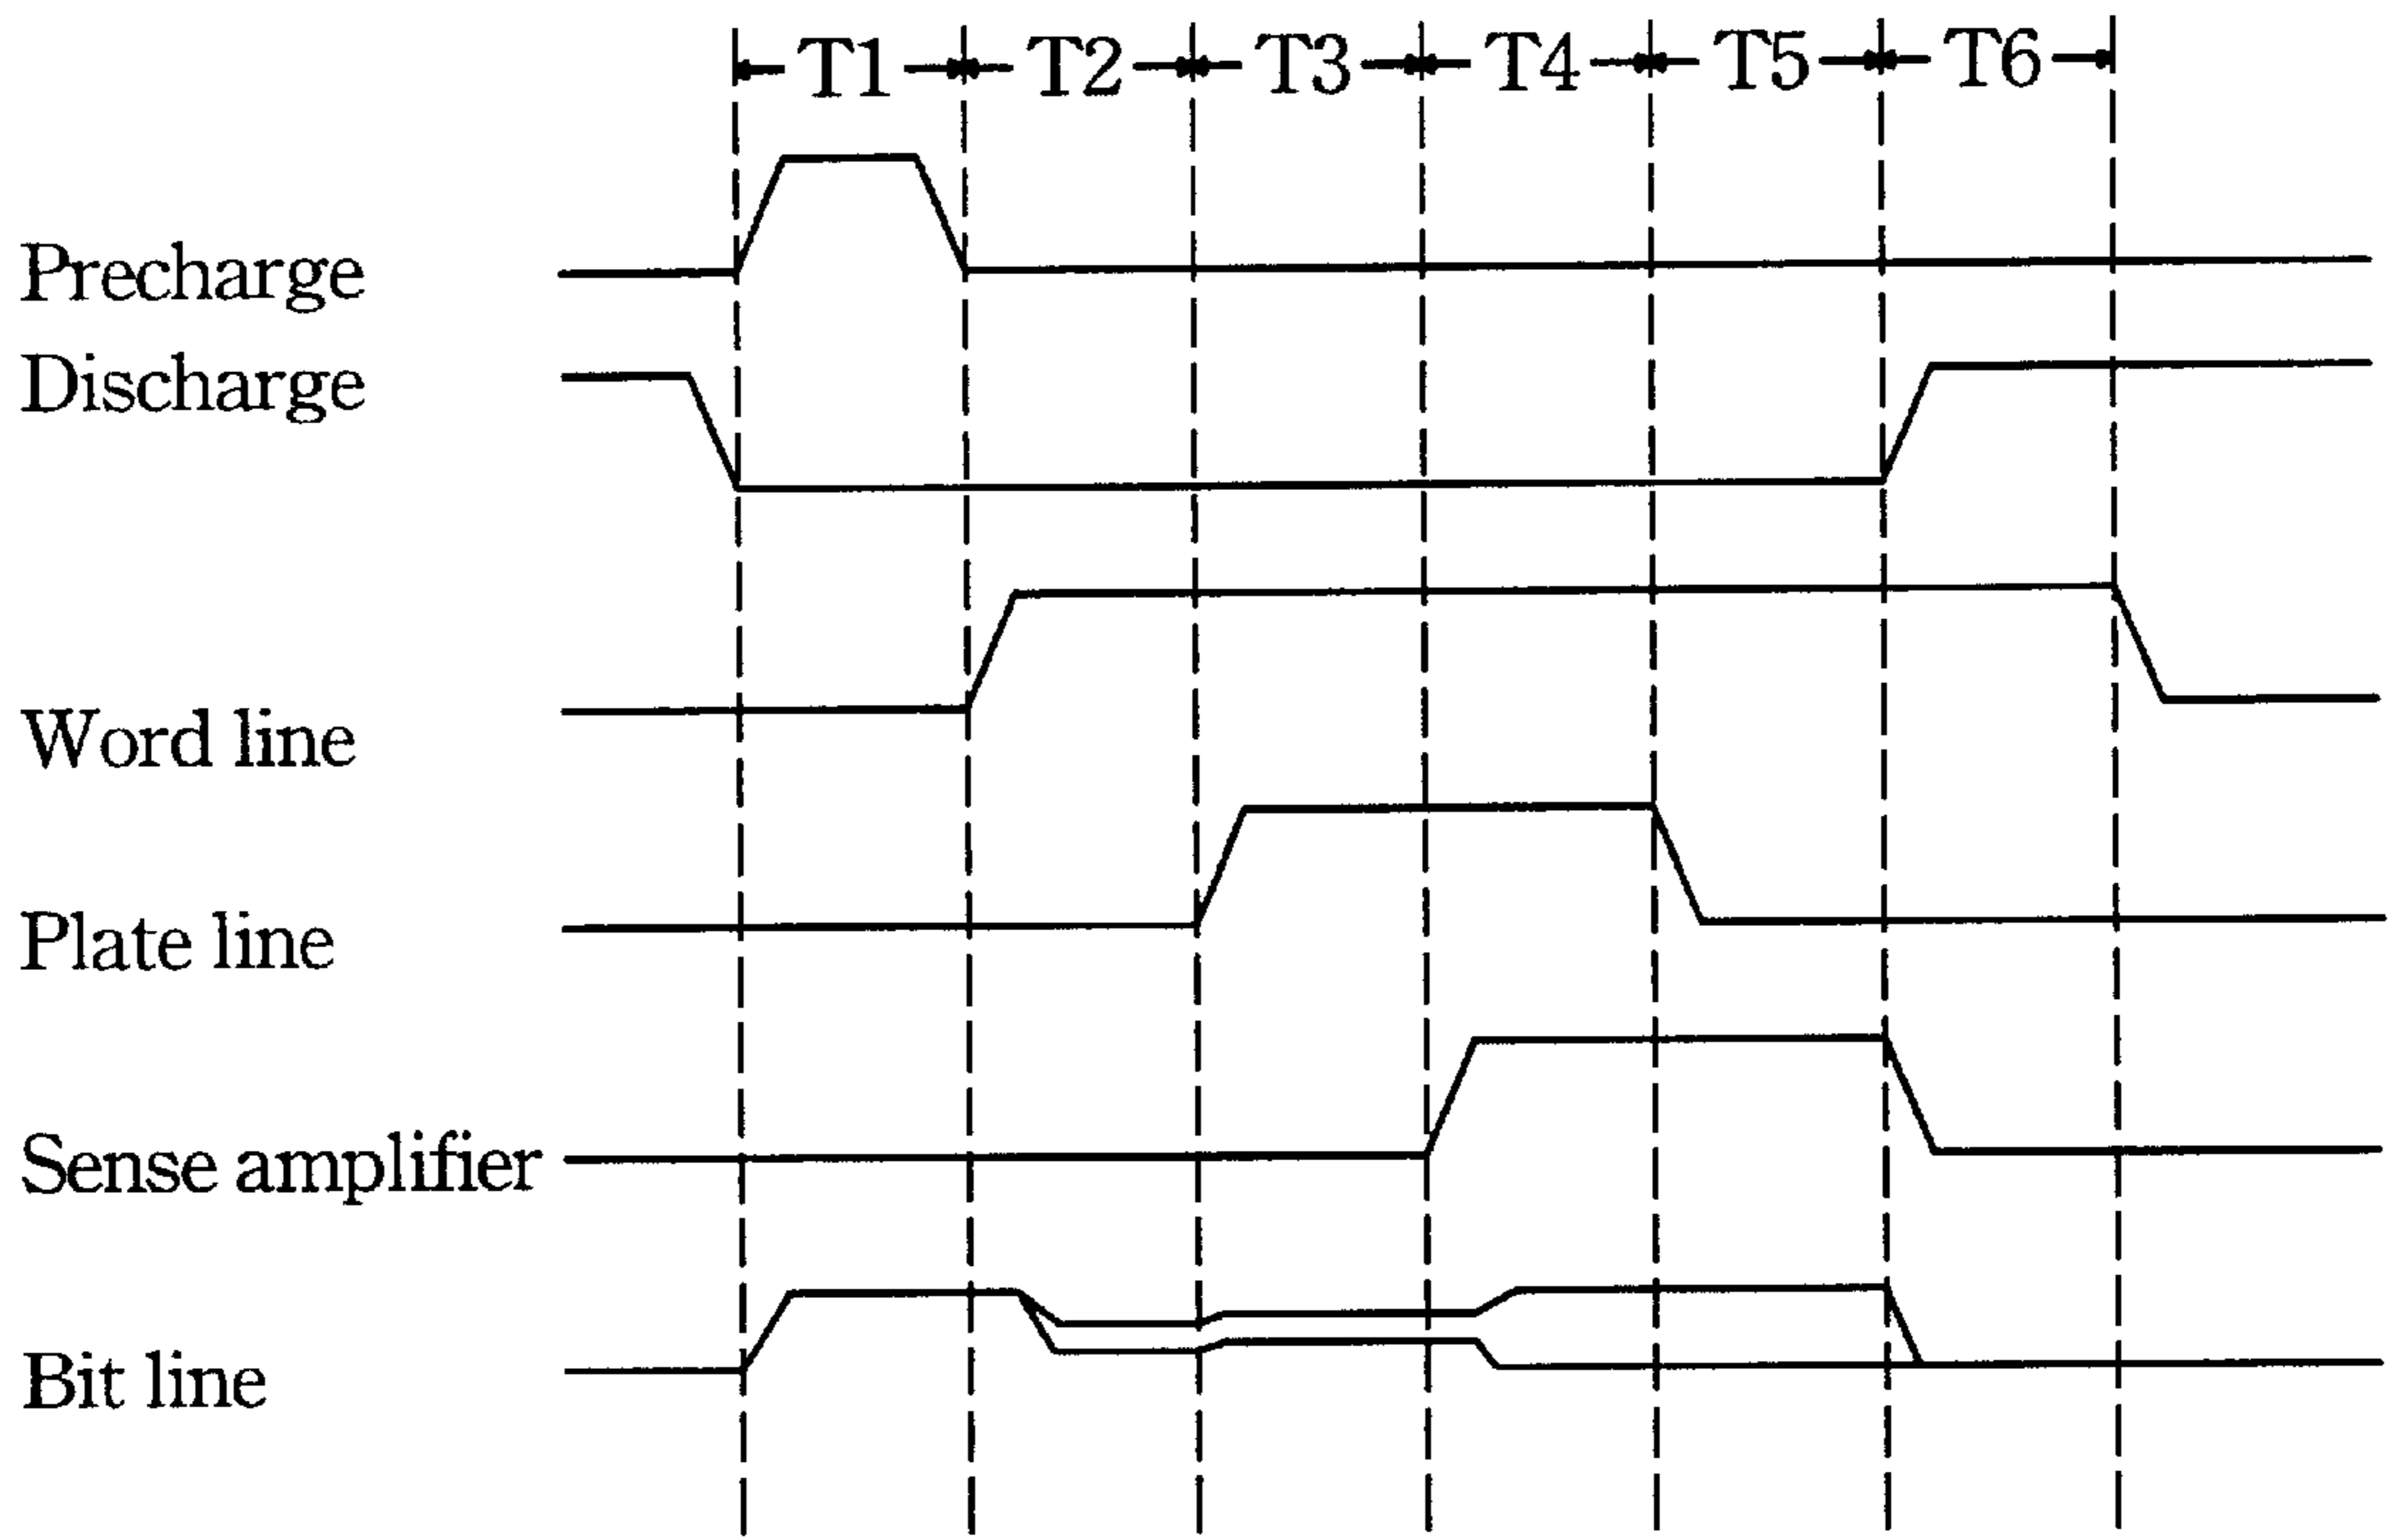 T1 T2 T3 T4 T5 T6
Precharge
Discharge
Word line
Plate line
Sense amplifier
Bit line